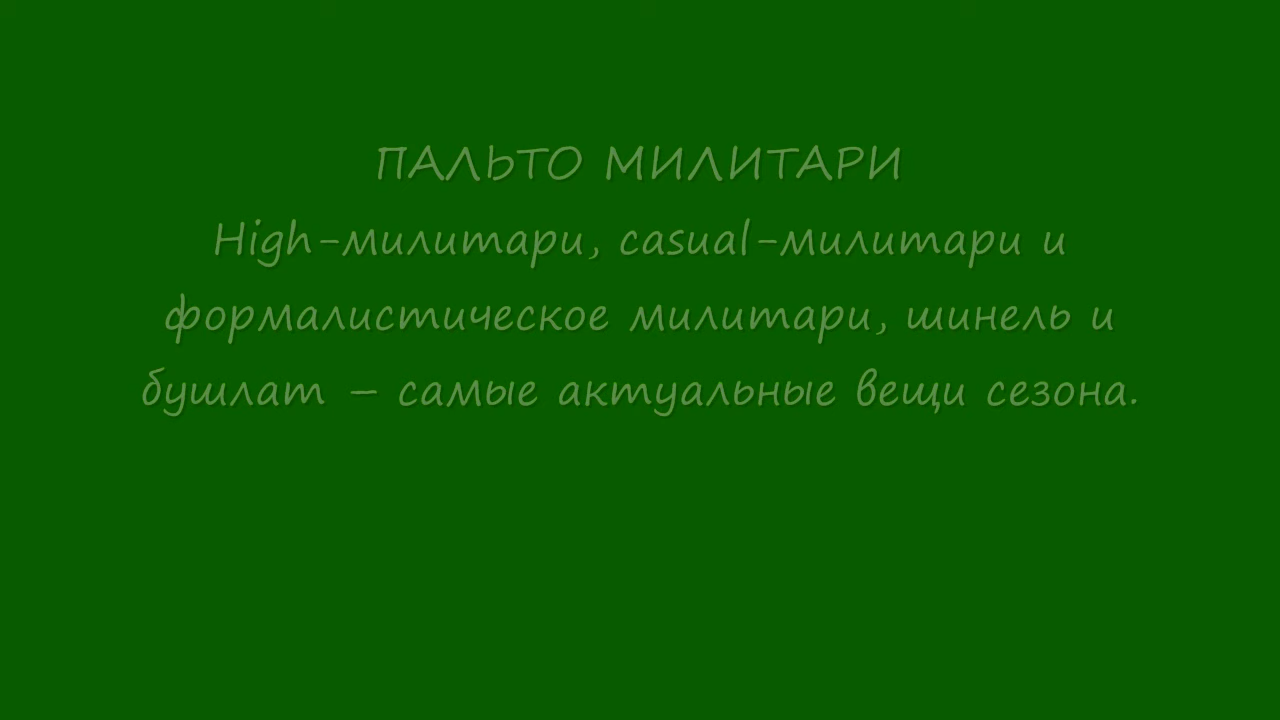 ПАЛЬТО МИЛИТАРИ
High-милитари, casual-милитари и
формалистическое милитари, шинель и
бушлат – самые актуальные вещи сезона.